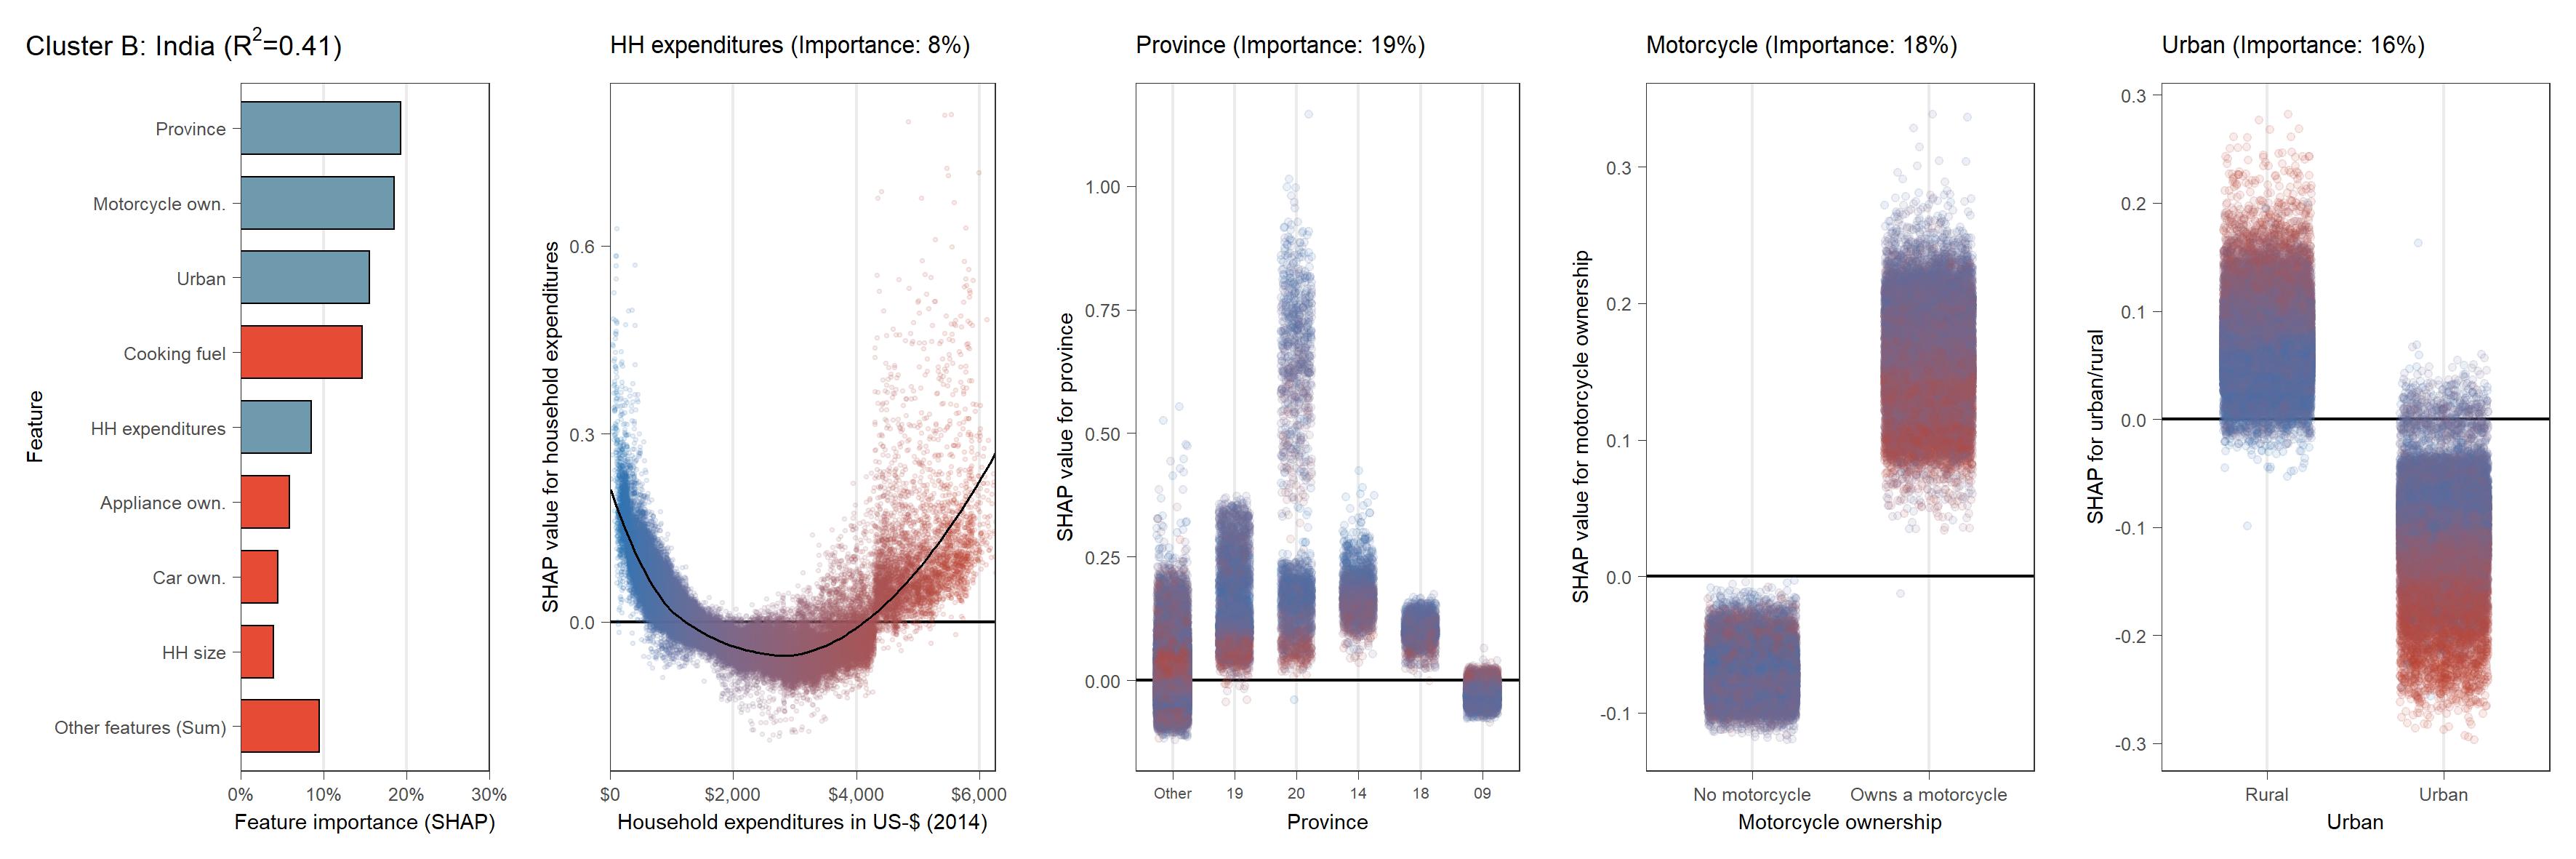 Cluster B: India (R²=0.41)
Feature
Province
Motorcycle own.
Urban
Cooking fuel
HH expenditures
Appliance own.
Car own.
HH size
Other features (Sum)
0% 10% 20% 30%
Feature importance (SHAP)
HH expenditures (Importance: 8%)
SHAP value for household expenditures
0.6
0.3
0.0
$0 $2,000 $4,000 $6,000
Household expenditures in US-$ (2014)
Province (Importance: 19%)
SHAP value for province
1.00
0.75
0.50
0.25
0.00
Other 19 20 14 18 09
Province
Motorcycle (Importance: 18%)
SHAP value for motorcycle ownership
0.3
0.2
0.1
0.0
-0.1
No motorcycle Owns a motorcycle
Motorcycle ownership
Urban (Importance: 16%)
SHAP for urban/rural
0.3
0.2
0.1
0.0
-0.1
-0.2
-0.3
Rural Urban
Urban